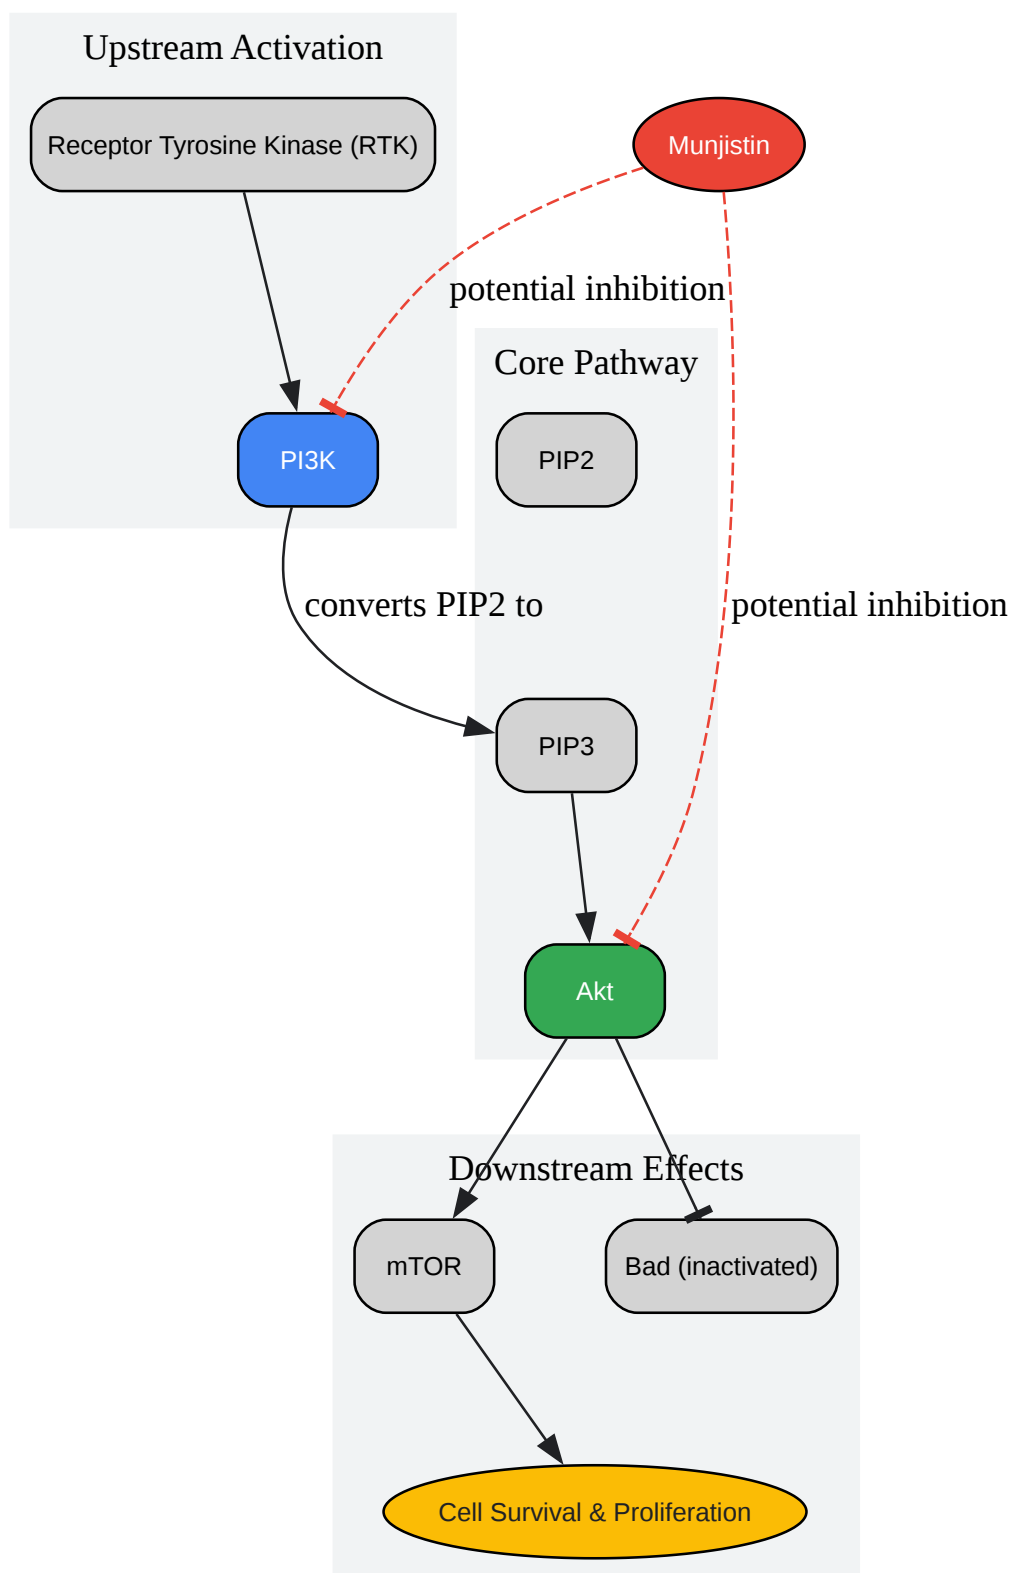 Upstream Activation
Receptor Tyrosine Kinase (RTK)
Munjistin
potential inhibition
Core Pathway
PI3K
PIP2
converts PIP2 to
potential inhibition
PIP3
Akt
Downstream Effects
mTOR
Bad (inactivated)
Cell Survival & Proliferation